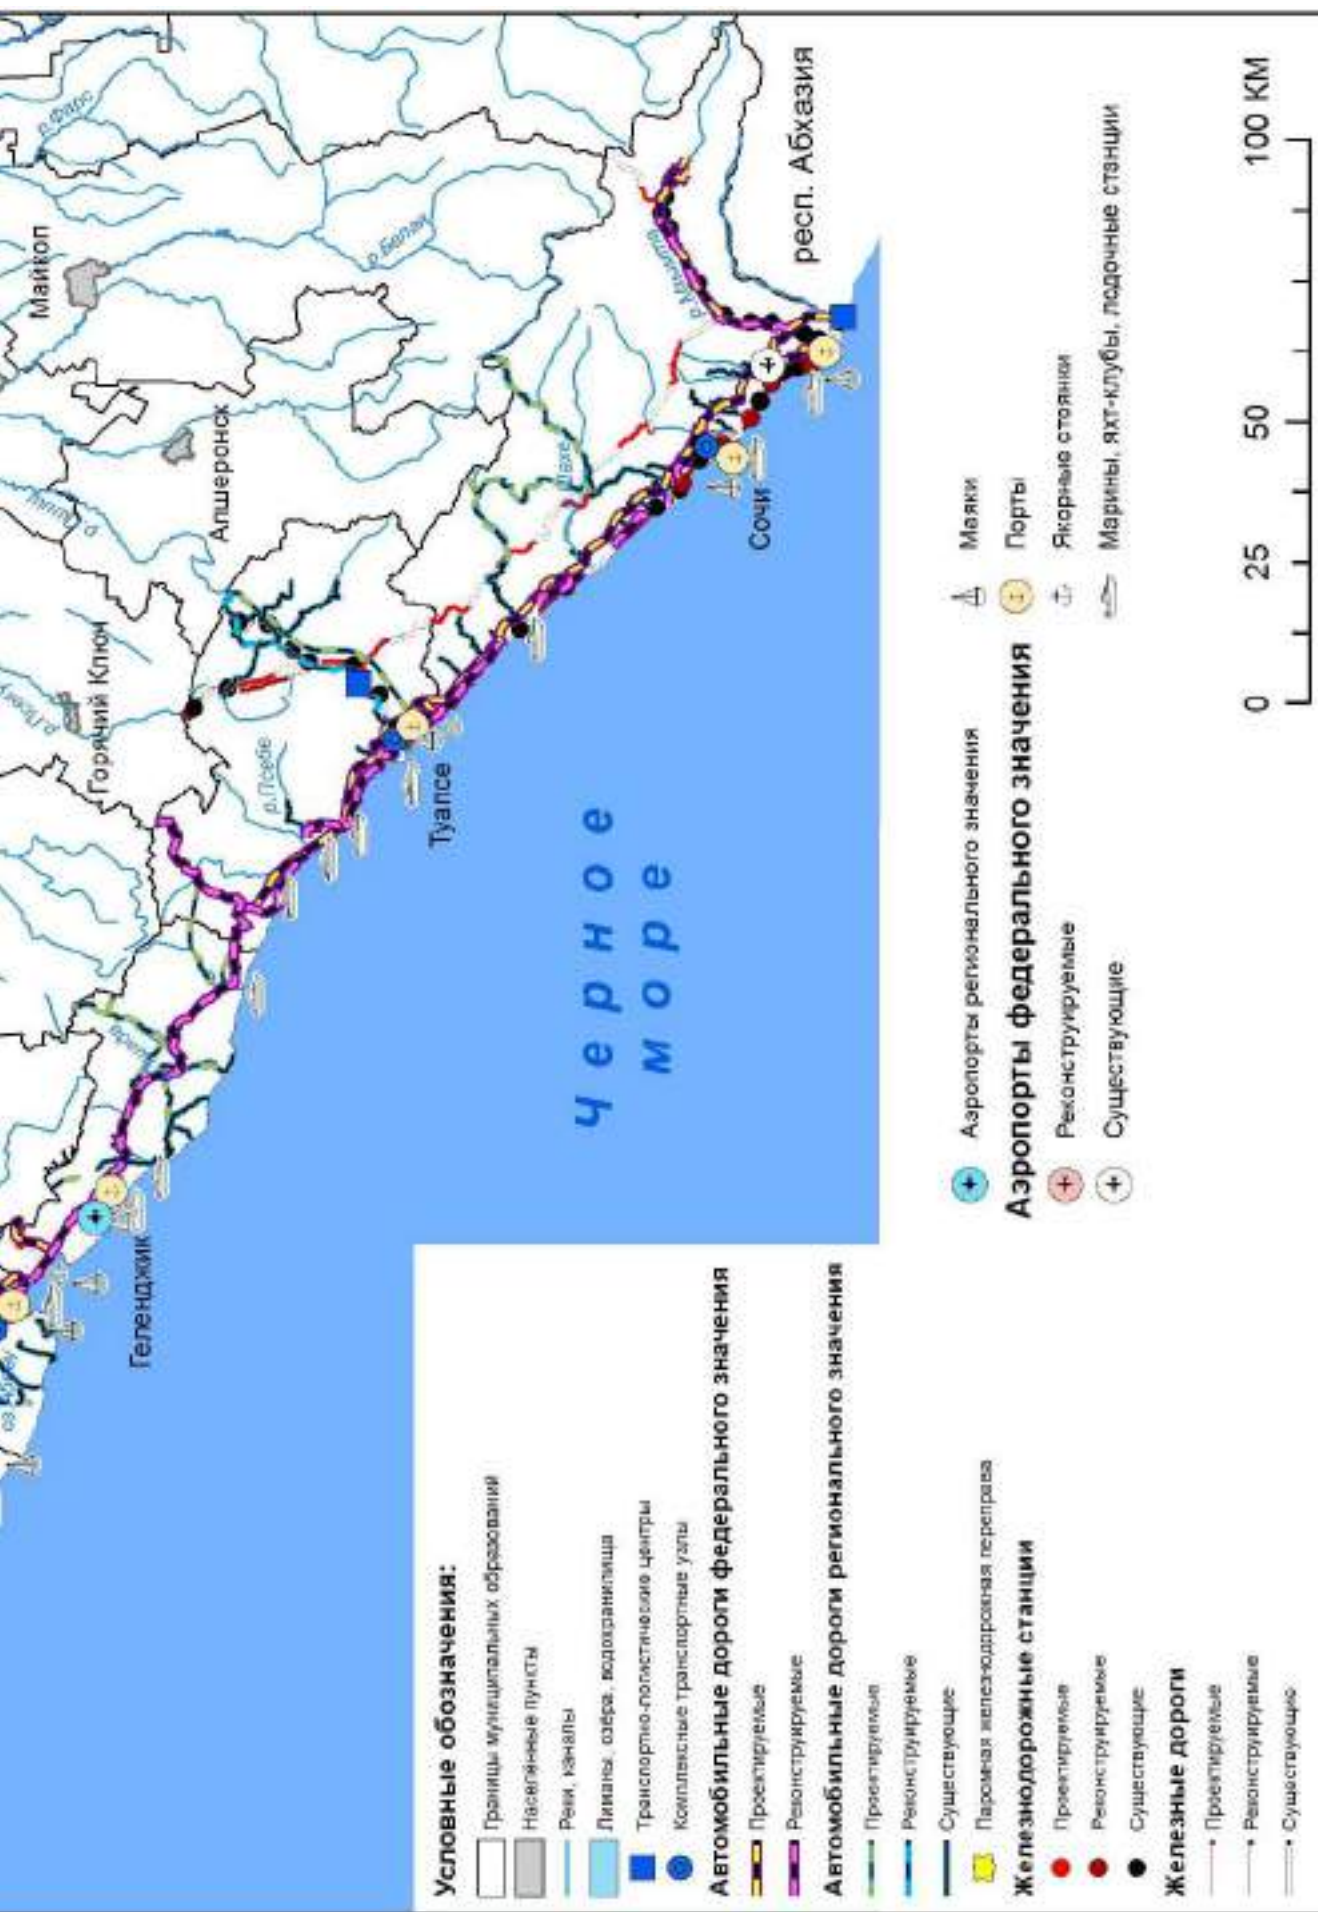 р.Фарс
Майкоп
р.Белая
респ. Абхазия
р. Мзымта
Апшеронск
р. Пшиш
Шахе
Сочи
Горячий Ключ
р.Псебе
Туапсе
Черное
море
Геленджик
Условные обозначения:
Границы муниципальных образований
Населённые пункты
Реки, каналы
Лиманы, озёра, водохранилища
Транспортно-логистические центры
Комплексные транспортные узлы
Автомобильные дороги федерального значения
Проектируемые
Реконструируемые
Автомобильные дороги регионального значения
Проектируемые
Реконструируемые
Существующие
Паромная железнодорожная переправа
Железнодорожные станции
Проектируемые
Реконструируемые
Существующие
Железные дороги
Проектируемые
Реконструируемые
Существующие
Аэропорты регионального значения
Аэропорты федерального значения
Реконструируемые
Существующие
Маяки
Порты
Якорные стоянки
Марины, яхт-клубы, лодочные станции
0 25 50 100 КМ